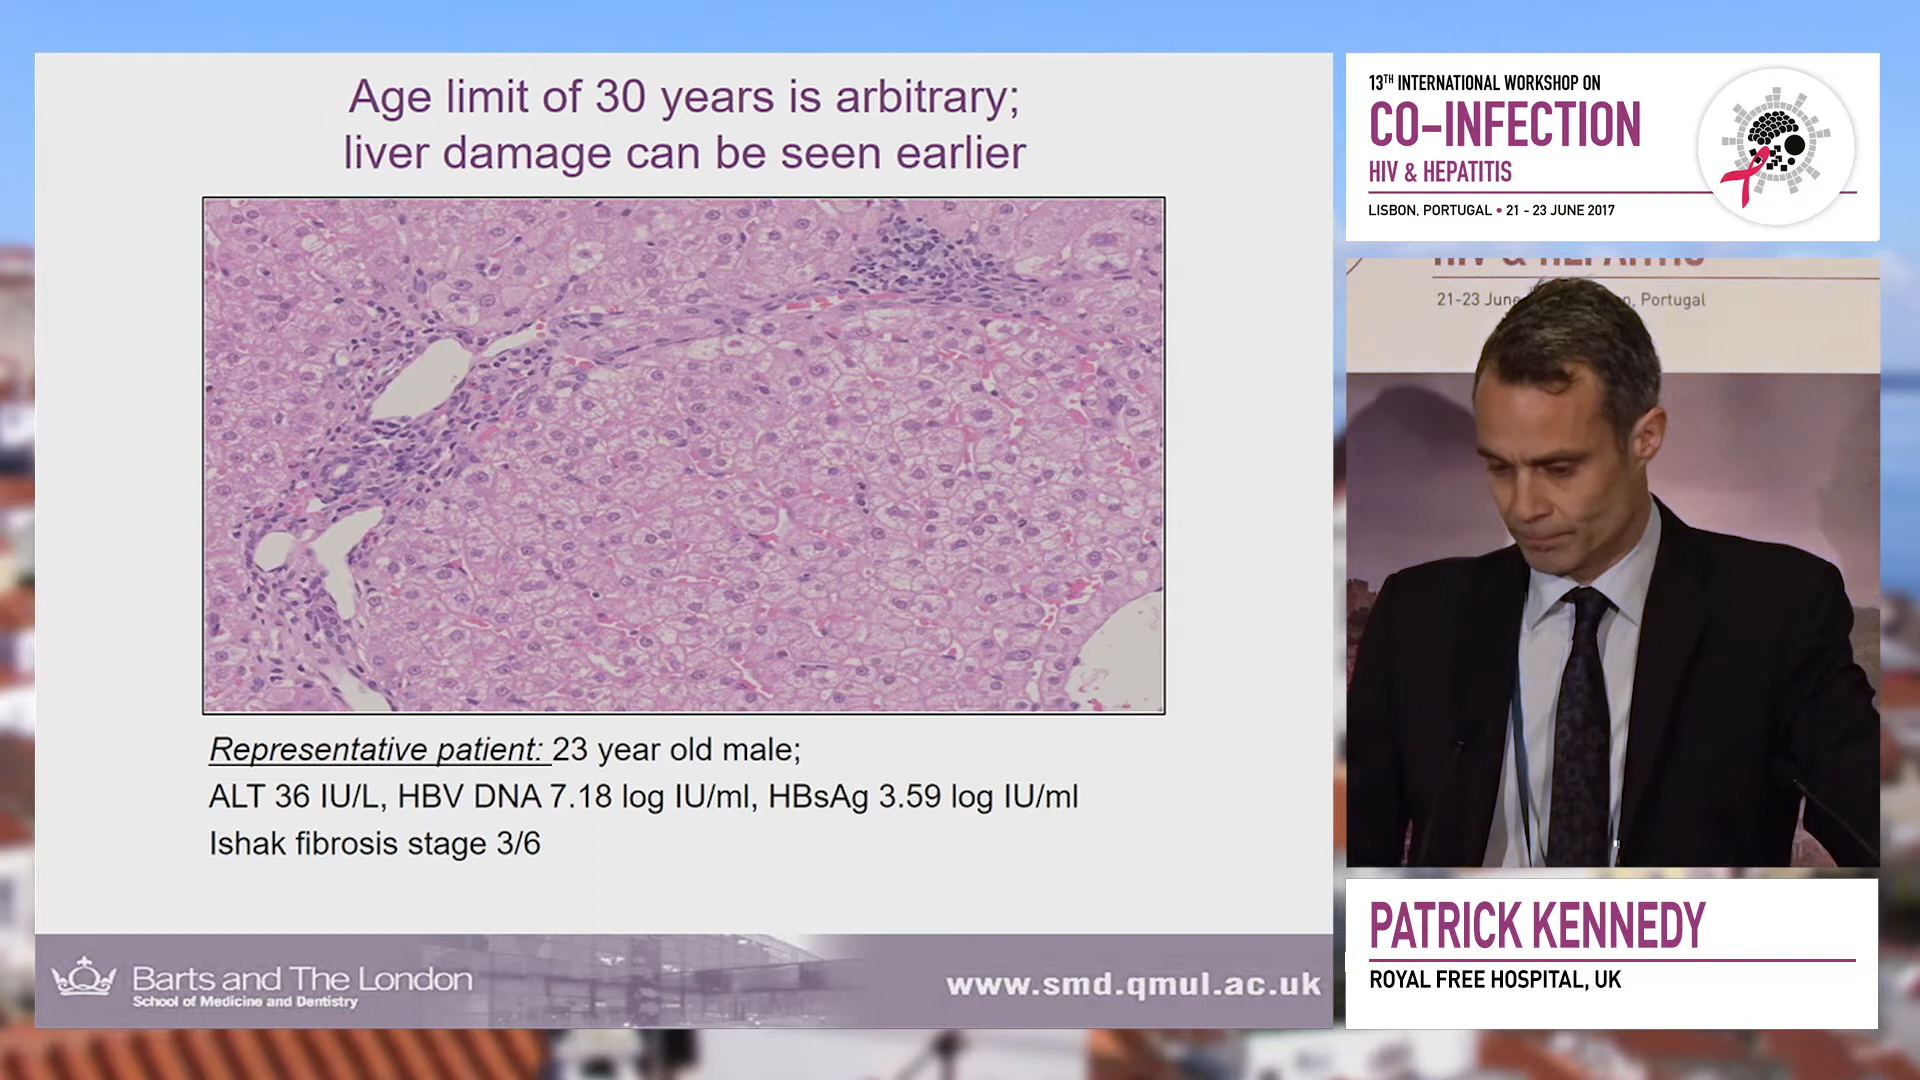 Age limit of 30 years is arbitrary;
liver damage can be seen earlier
Representative patient: 23 year old male;
ALT 36 IU/L, HBV DNA 7.18 log IU/ml, HBsAg 3.59 log IU/ml
Ishak fibrosis stage 3/6
Barts and The London
School of Medicine and Dentistry
www.smd.qmul.ac.uk
13TH INTERNATIONAL WORKSHOP ON
CO-INFECTION
HIV & HEPATITIS
LISBON, PORTUGAL • 21 - 23 JUNE 2017
HIV & HEPATITIS
21-23 June Portugal
PATRICK KENNEDY
ROYAL FREE HOSPITAL, UK